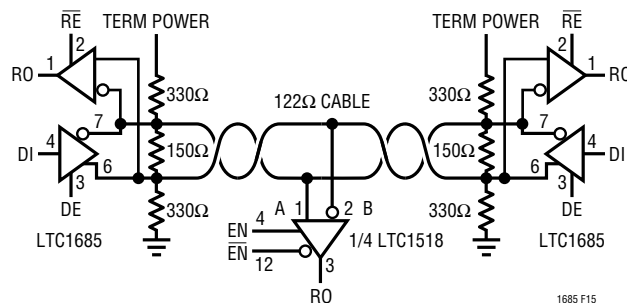 RE
TERM POWER
TERM POWER
RE
2
2
RO
1
1
RO
330Ω
122Ω CABLE
330Ω
7
7
DI
4
150Ω
150Ω
4
DI
6
6
3
3
DE
330Ω
A
1
2
B
330Ω
DE
LTC1685
EN
4
1/4 LTC1518
LTC1685
EN
12
3
RO
1685 F15